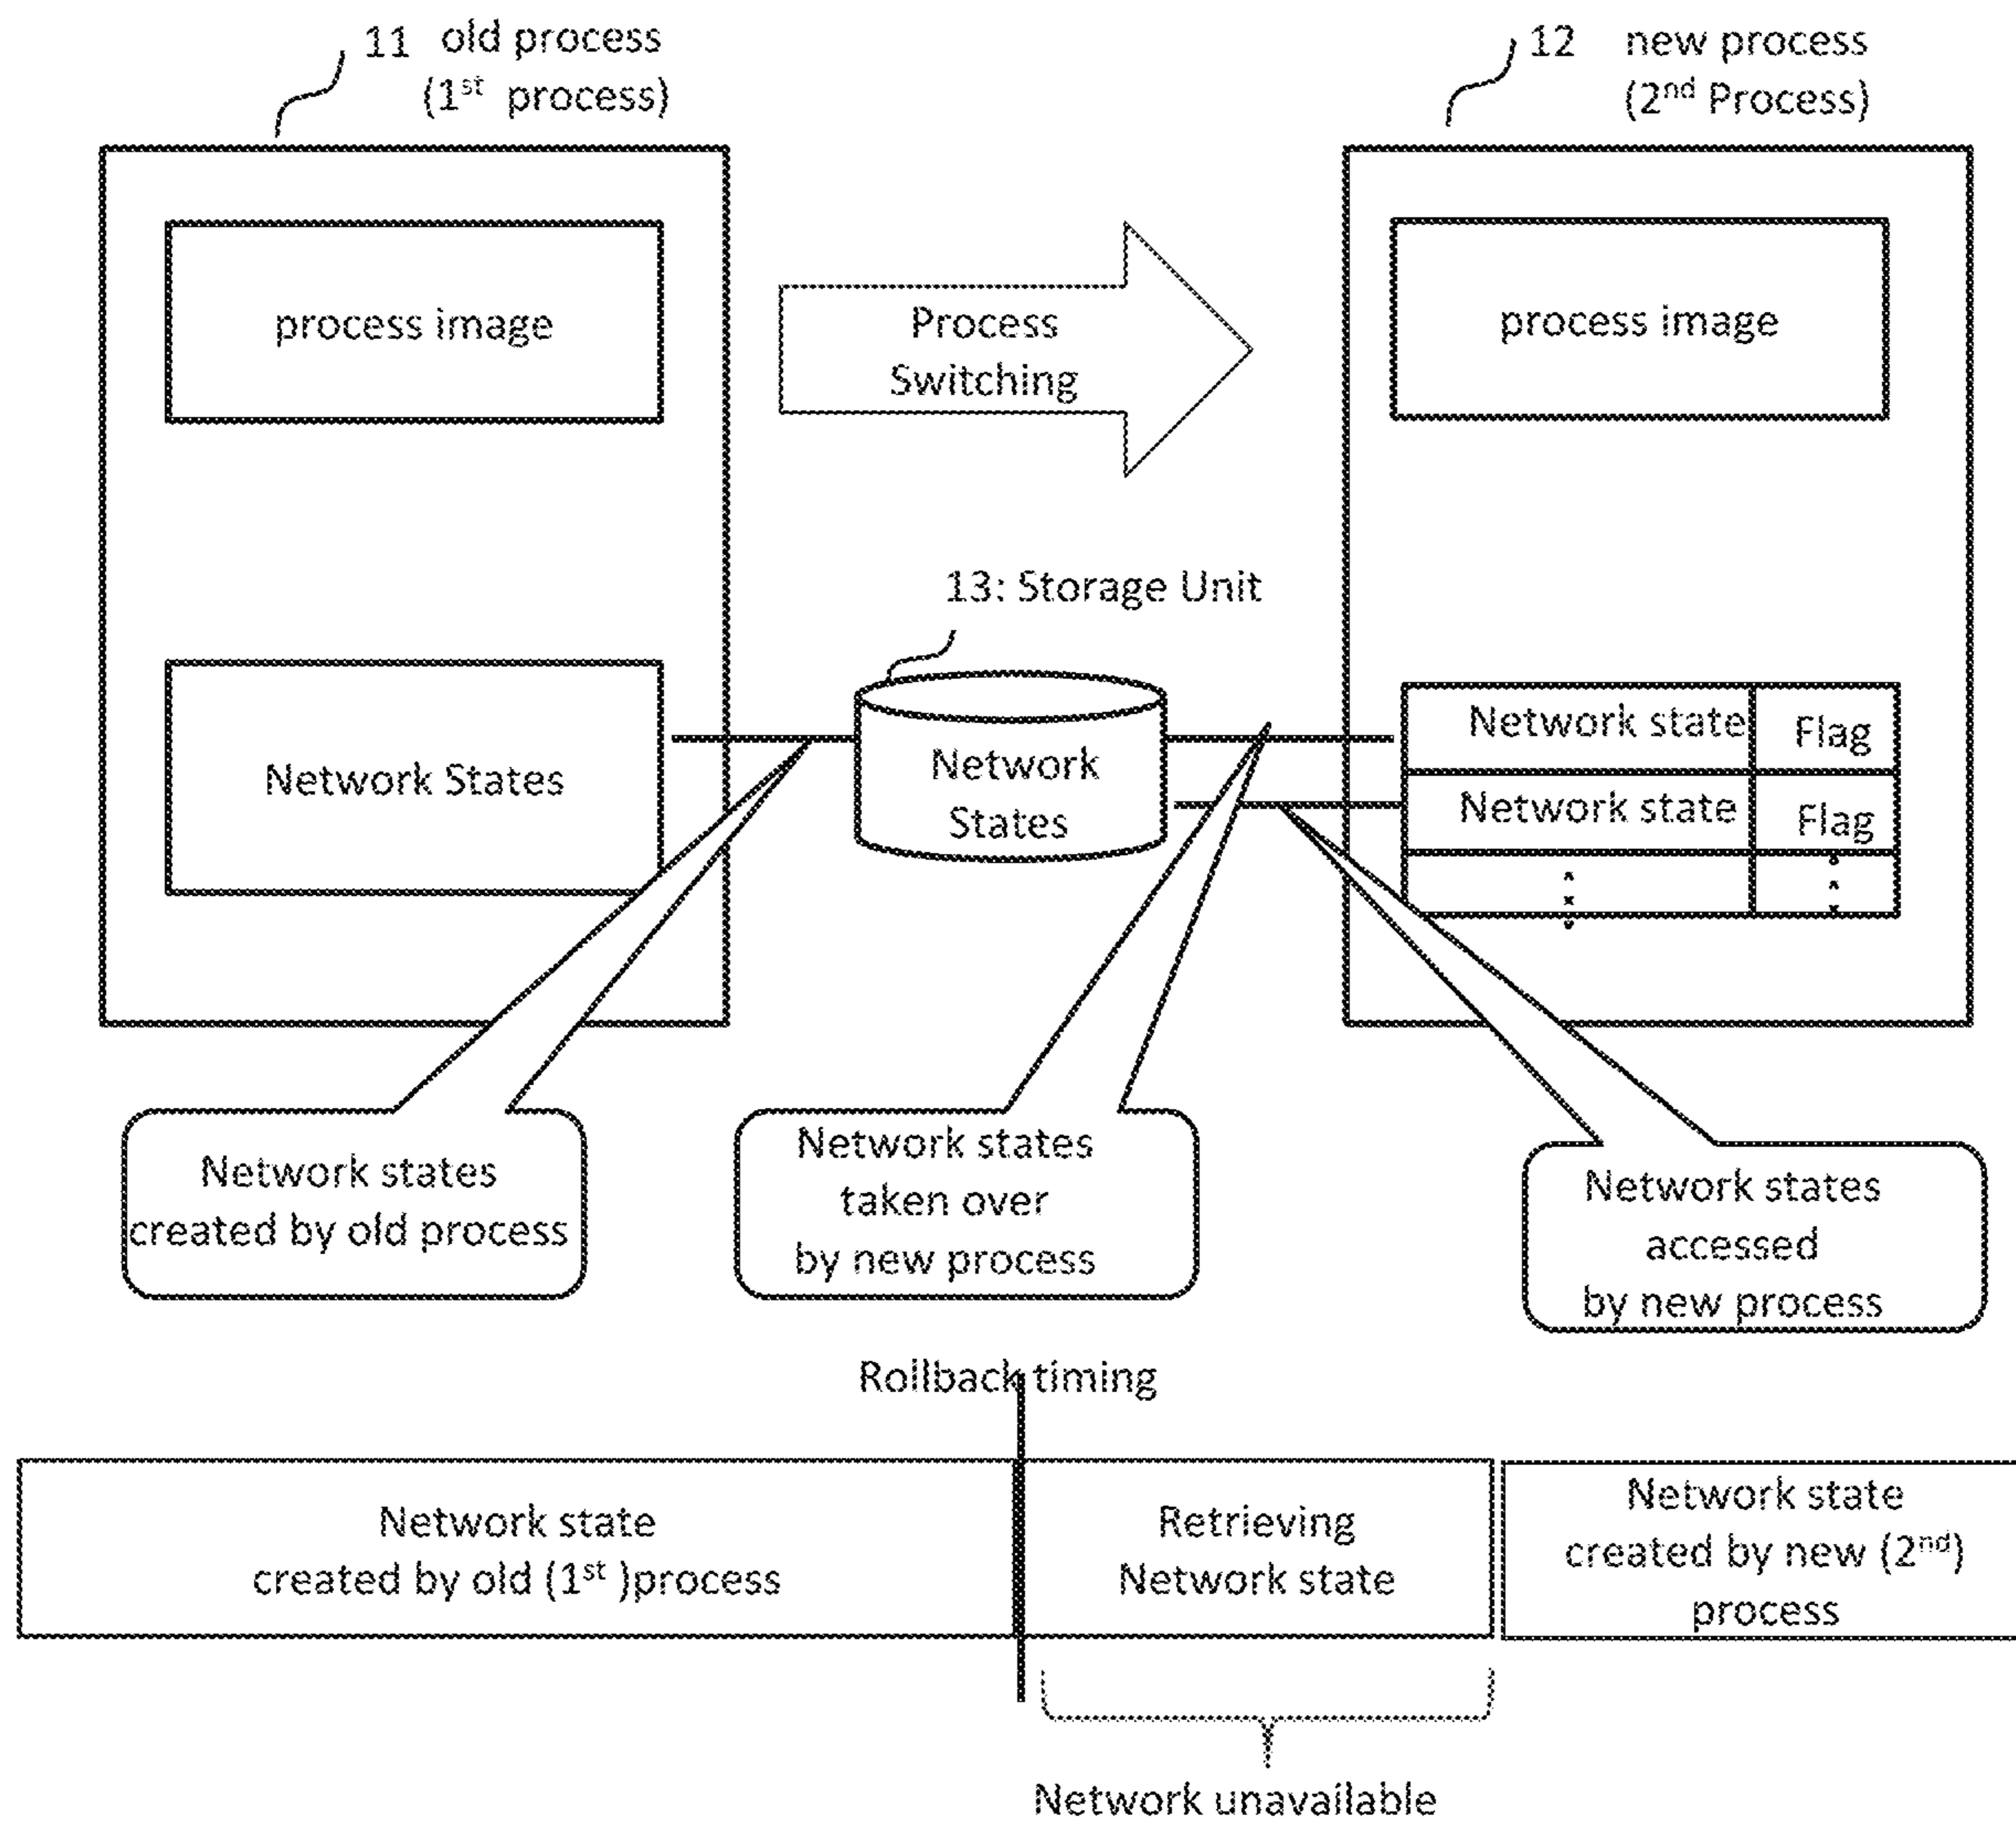 11 old process
(1st process)
12 new process
(2nd Process)
process image
Process
Switching
process image
13: Storage Unit
Network States
Network
States
Network state Flag
Network state Flag
Network states
created by old process
Network states
taken over
by new process
Network states
accessed
by new process
Rollback timing
Network state
created by old (1st )process
Retrieving
Network state
Network state
created by new (2nd)
process
Network unavailable